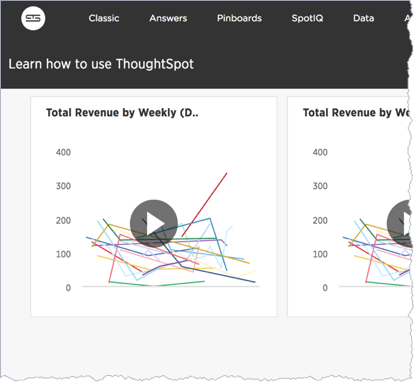 Classic Answers Pinboards SpotIQ Data
Learn how to use ThoughtSpot
Total Revenue by Weekly (D..
Total Revenue by We
400
300
200
100
0
400
300
200
100
0